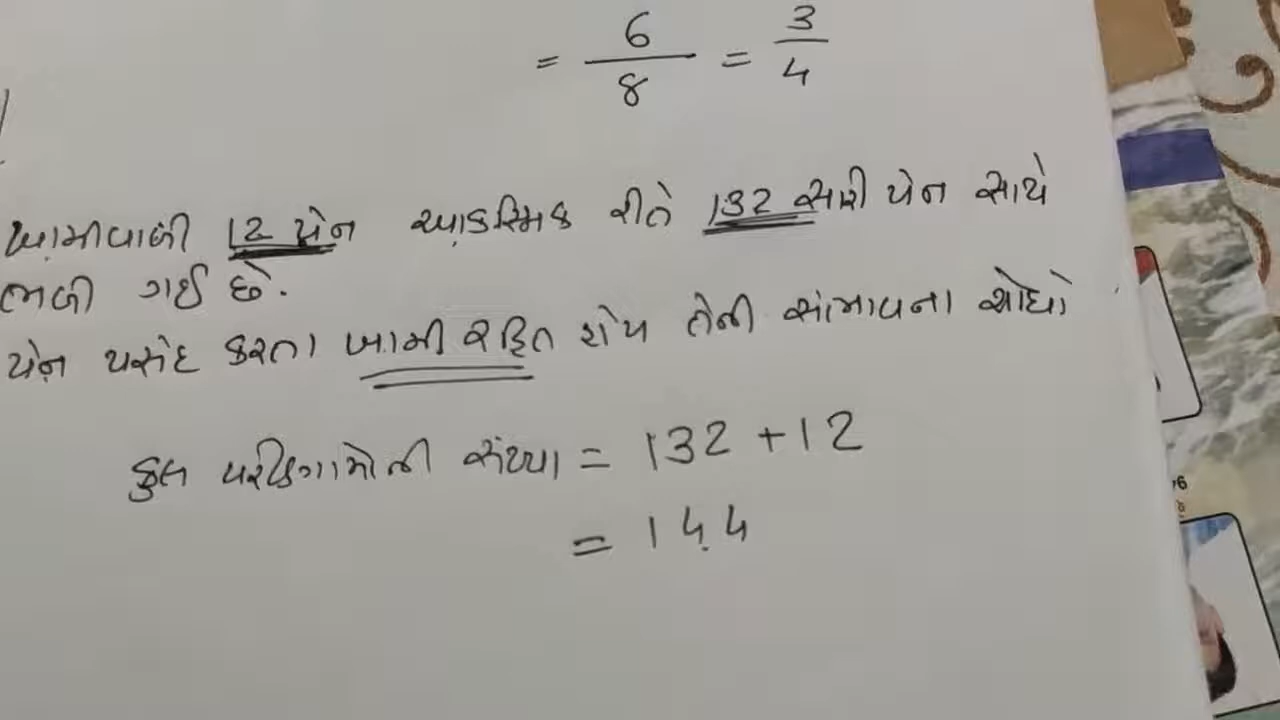 = 6/8 = 3/4
ખામીવાળી 12 પેન આકસ્મિક રીતે 132 સારી પેન સાથે
ભળી ગઈ છે.
પેન પસંદ કરતા ખામી રહિત હોય તેની સંભાવના શોધો
કુલ પરીણામોની સંખ્યા = 132 + 12
= 144